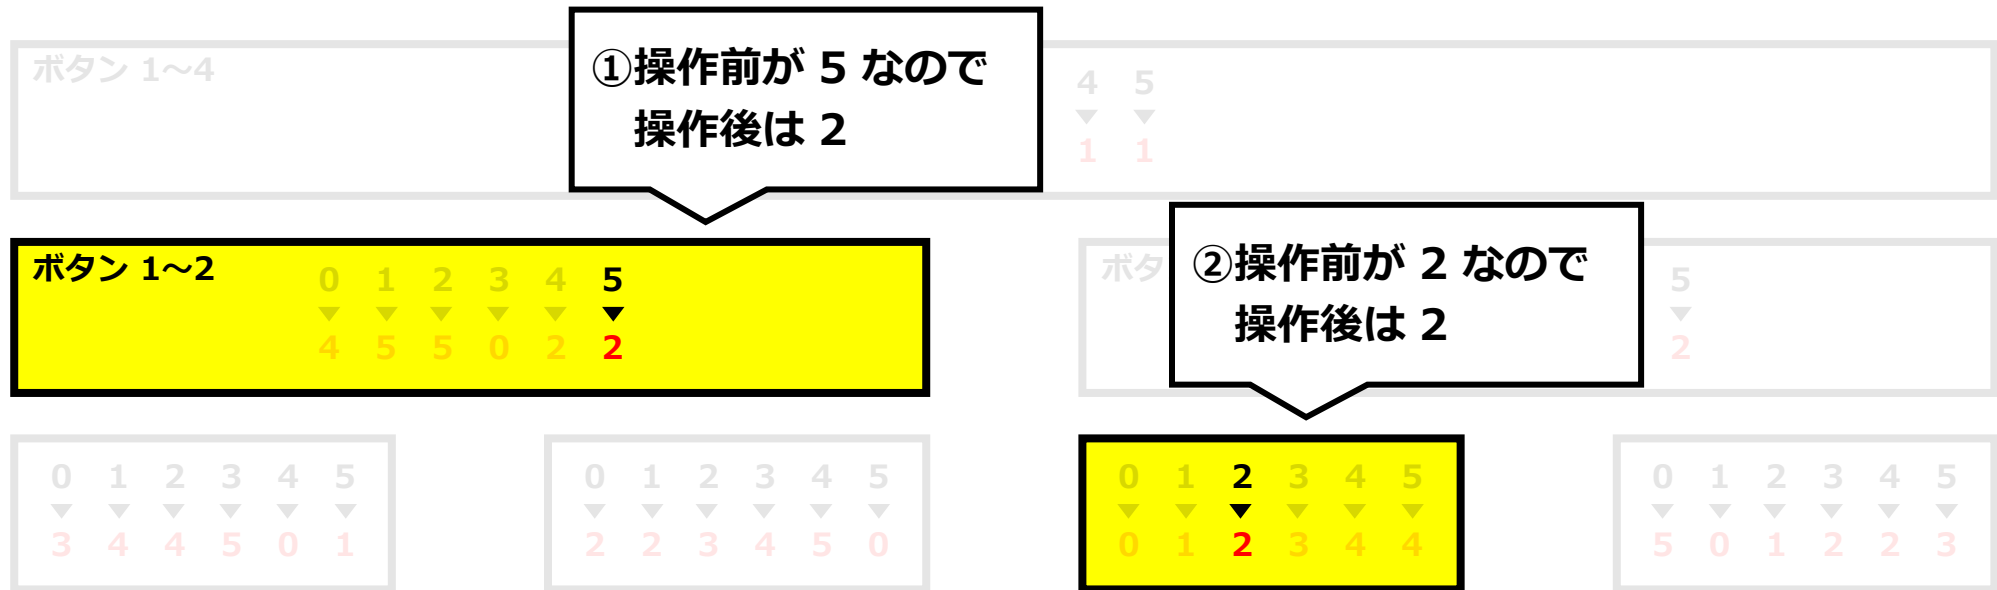 ボタン 1～4
①操作前が 5 なので
操作後は 2
4 5
▼ ▼
1 1
ボタン 1～2
0 1 2 3 4 5
▼ ▼ ▼ ▼ ▼ ▼
4 5 5 0 2 2
ボタ
②操作前が 2 なので
操作後は 2
5
▼
2
0 1 2 3 4 5
▼ ▼ ▼ ▼ ▼ ▼
3 4 4 5 0 1
0 1 2 3 4 5
▼ ▼ ▼ ▼ ▼ ▼
2 2 3 4 5 0
0 1 2 3 4 5
▼ ▼ ▼ ▼ ▼ ▼
0 1 2 3 4 4
0 1 2 3 4 5
▼ ▼ ▼ ▼ ▼ ▼
5 0 1 2 2 3